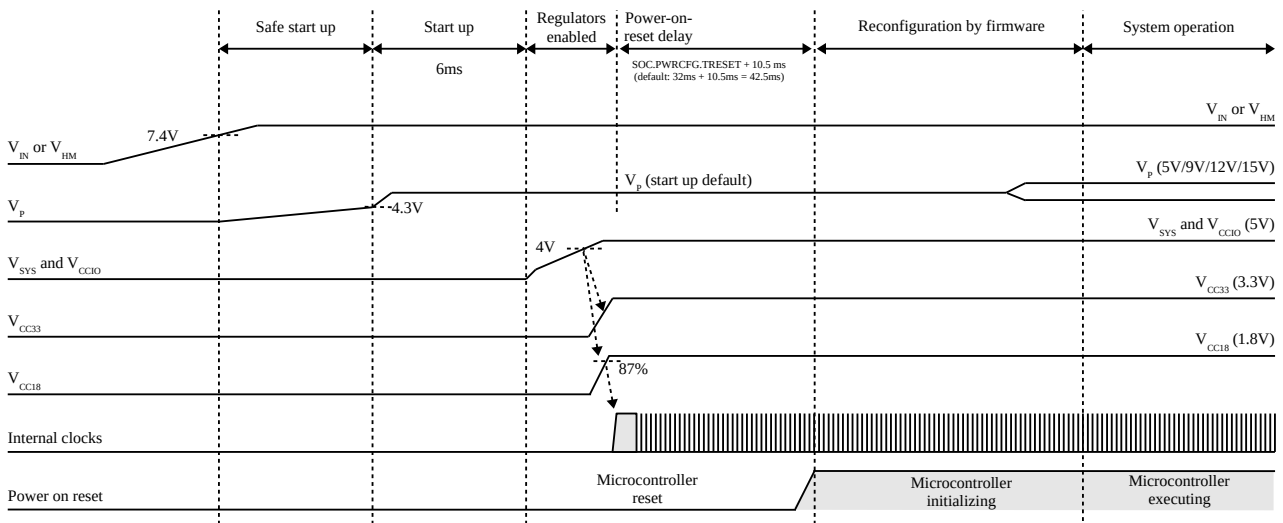 Safe start up
Start up
Regulators
enabled
Power-on-
reset delay
Reconfiguration by firmware
System operation
6ms
SOC.PWRCFG.TRESET + 10.5 ms
(default: 32ms + 10.5ms = 42.5ms)
VIN or VHM
7.4V
VIN or VHM
VP
4.3V
VP (start up default)
VP (5V/9V/12V/15V)
VSYS and VCCIO
4V
VSYS and VCCIO (5V)
VCC33
VCC33 (3.3V)
VCC18
87%
VCC18 (1.8V)
Internal clocks
Power on reset
Microcontroller
reset
Microcontroller
initializing
Microcontroller
executing